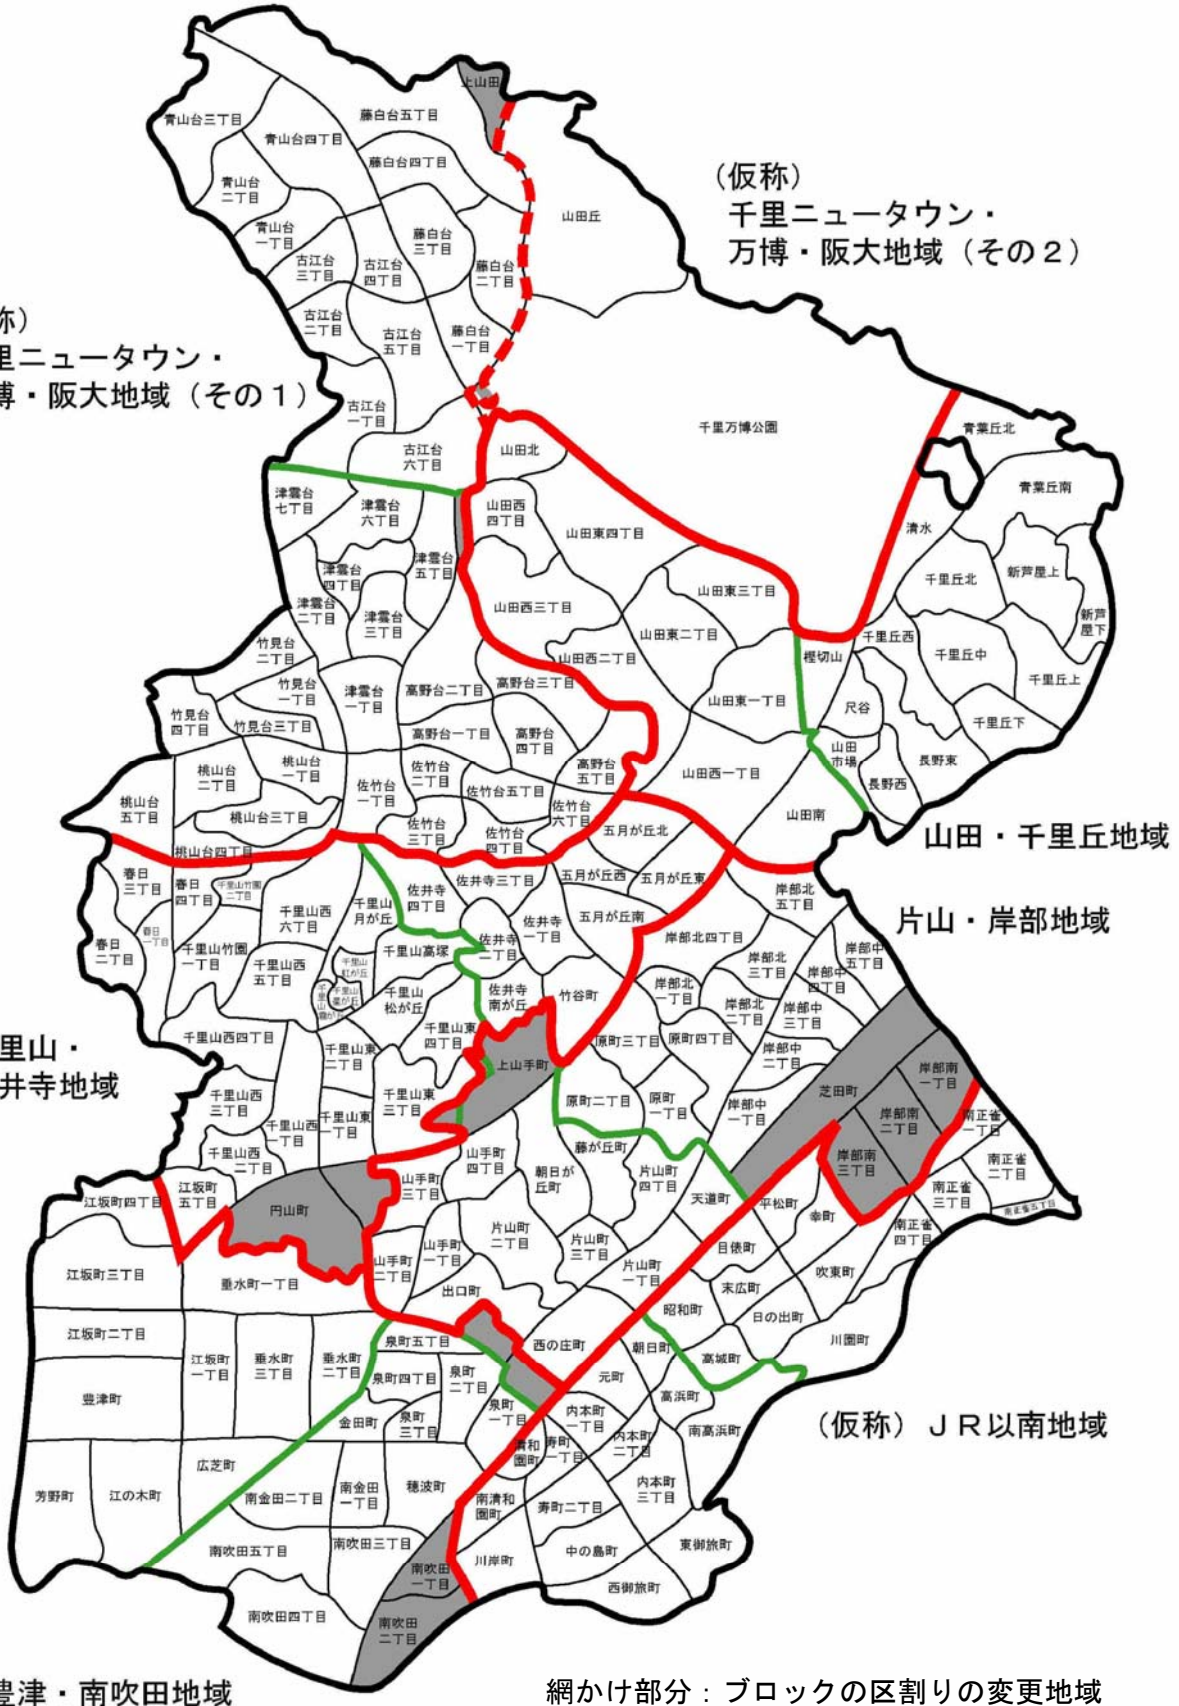 上山田
青山台三丁目
藤白台五丁目
青山台四丁目
藤白台四丁目
青山台
二丁目
山田丘
(仮称)
千里ニュータウン・
万博・阪大地域（その２）
青山台
一丁目
藤白台
三丁目
古江台
三丁目
古江台
四丁目
藤白台
二丁目
称)
里ニュータウン・
博・阪大地域（その１）
古江台
二丁目
古江台
五丁目
藤白台
一丁目
古江台
一丁目
千里万博公園
青葉丘北
古江台
六丁目
山田北
青葉丘南
津雲台
七丁目
津雲台
六丁目
山田西
四丁目
山田東四丁目
清水
津雲台
五丁目
津雲台
四丁目
千里丘北
新芦屋上
山田東三丁目
津雲台
二丁目
津雲台
三丁目
山田西三丁目
新芦
屋下
山田東二丁目
千里丘西
竹見台
二丁目
山田西二丁目
樫切山
千里丘中
竹見台
一丁目
津雲台
一丁目
高野台二丁目
高野台三丁目
千里丘上
山田東一丁目
尺谷
竹見台
四丁目
竹見台三丁目
高野台一丁目
高野台
四丁目
千里丘下
山田
市場
長野東
桃山台
二丁目
桃山台
一丁目
佐竹台
二丁目
高野台
五丁目
山田西一丁目
長野西
佐竹台
一丁目
佐竹台五丁目
桃山台
五丁目
桃山台三丁目
佐竹台
六丁目
山田南
佐竹台
三丁目
佐竹台
四丁目
五月が丘北
山田・千里丘地域
桃山台四丁目
春日
三丁目
春日
四丁目
千里山竹園
二丁目
佐井寺三丁目
五月が丘西
五月が丘東
佐井寺
四丁目
岸部北
五丁目
千里山西
六丁目
千里山
月が丘
片山・岸部地域
佐井寺
一丁目
五月が丘南
春日
一丁目
春日
二丁目
岸部北四丁目
千里山竹園
一丁目
千里山高塚
佐井寺
二丁目
岸部中
五丁目
千里山西
五丁目
千里山
虹が丘
岸部北
三丁目
岸部中
四丁目
千里山
星が丘
千里山
松が丘
佐井寺
南が丘
竹谷町
岸部北
一丁目
岸部北
二丁目
岸部中
三丁目
千里山西四丁目
千里山東
四丁目
原町三丁目
原町四丁目
里山・
井寺地域
千里山東
二丁目
上山手町
岸部中
二丁目
岸部南
一丁目
芝田町
千里山西
三丁目
千里山東
三丁目
原町二丁目
原町
一丁目
岸部中
一丁目
岸部南
二丁目
南正雀
一丁目
千里山西
一丁目
千里山東
一丁目
藤が丘町
千里山西
二丁目
山手町
四丁目
岸部南
三丁目
南正雀
二丁目
朝日が
丘町
片山町
四丁目
江坂町四丁目
江坂町
五丁目
山手町
三丁目
天道町
平松町
南正雀
三丁目
円山町
幸町
南正雀五丁目
片山町
二丁目
南正雀
四丁目
山手町
一丁目
片山町
三丁目
目俵町
江坂町三丁目
山手町
二丁目
片山町
一丁目
垂水町一丁目
吹東町
出口町
末広町
昭和町
日の出町
江坂町二丁目
泉町五丁目
西の庄町
朝日町
川園町
江坂町
一丁目
垂水町
三丁目
垂水町
二丁目
高城町
泉町四丁目
泉町
二丁目
元町
豊津町
高浜町
泉町
一丁目
金田町
泉町
三丁目
内本町
一丁目
南高浜町
(仮称) ＪＲ以南地域
清和
園町
寿町
一丁目
内本町
二丁目
広芝町
芳野町
江の木町
南金田二丁目
南金田
一丁目
穂波町
内本町
三丁目
南清和
園町
寿町二丁目
南吹田五丁目
南吹田三丁目
東御旅町
南吹田
一丁目
川岸町
中の島町
西御旅町
南吹田四丁目
南吹田
二丁目
豊津・南吹田地域
網かけ部分：ブロックの区割りの変更地域